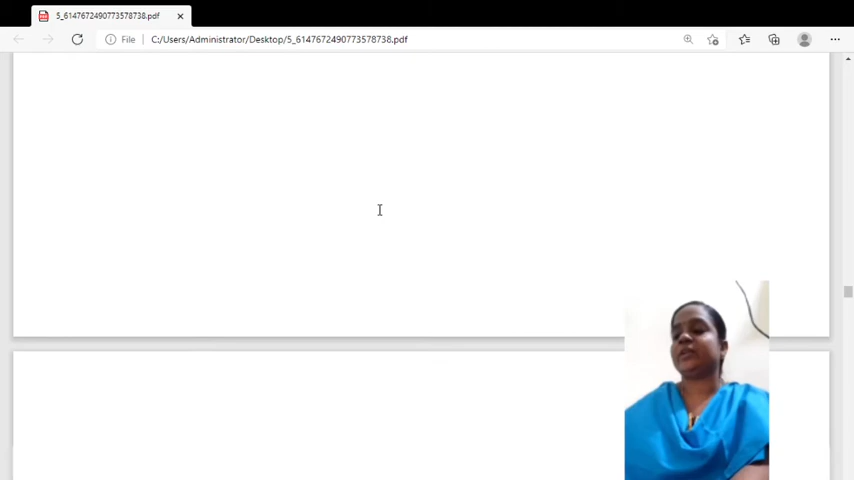 5_6147672490773578738.pdf
File
C:/Users/Administrator/Desktop/5_6147672490773578738.pdf